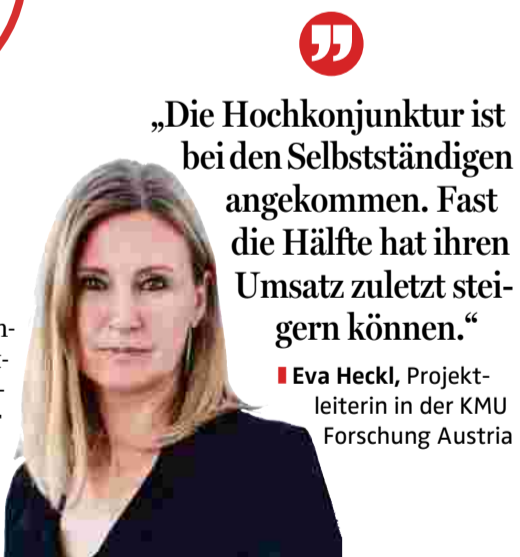 „Die Hochkonjunktur ist
bei den Selbstständigen
angekommen. Fast
die Hälfte hat ihren
Umsatz zuletzt stei-
gern können.“
Eva Heckl, Projekt-
leiterin in der KMU
Forschung Austria